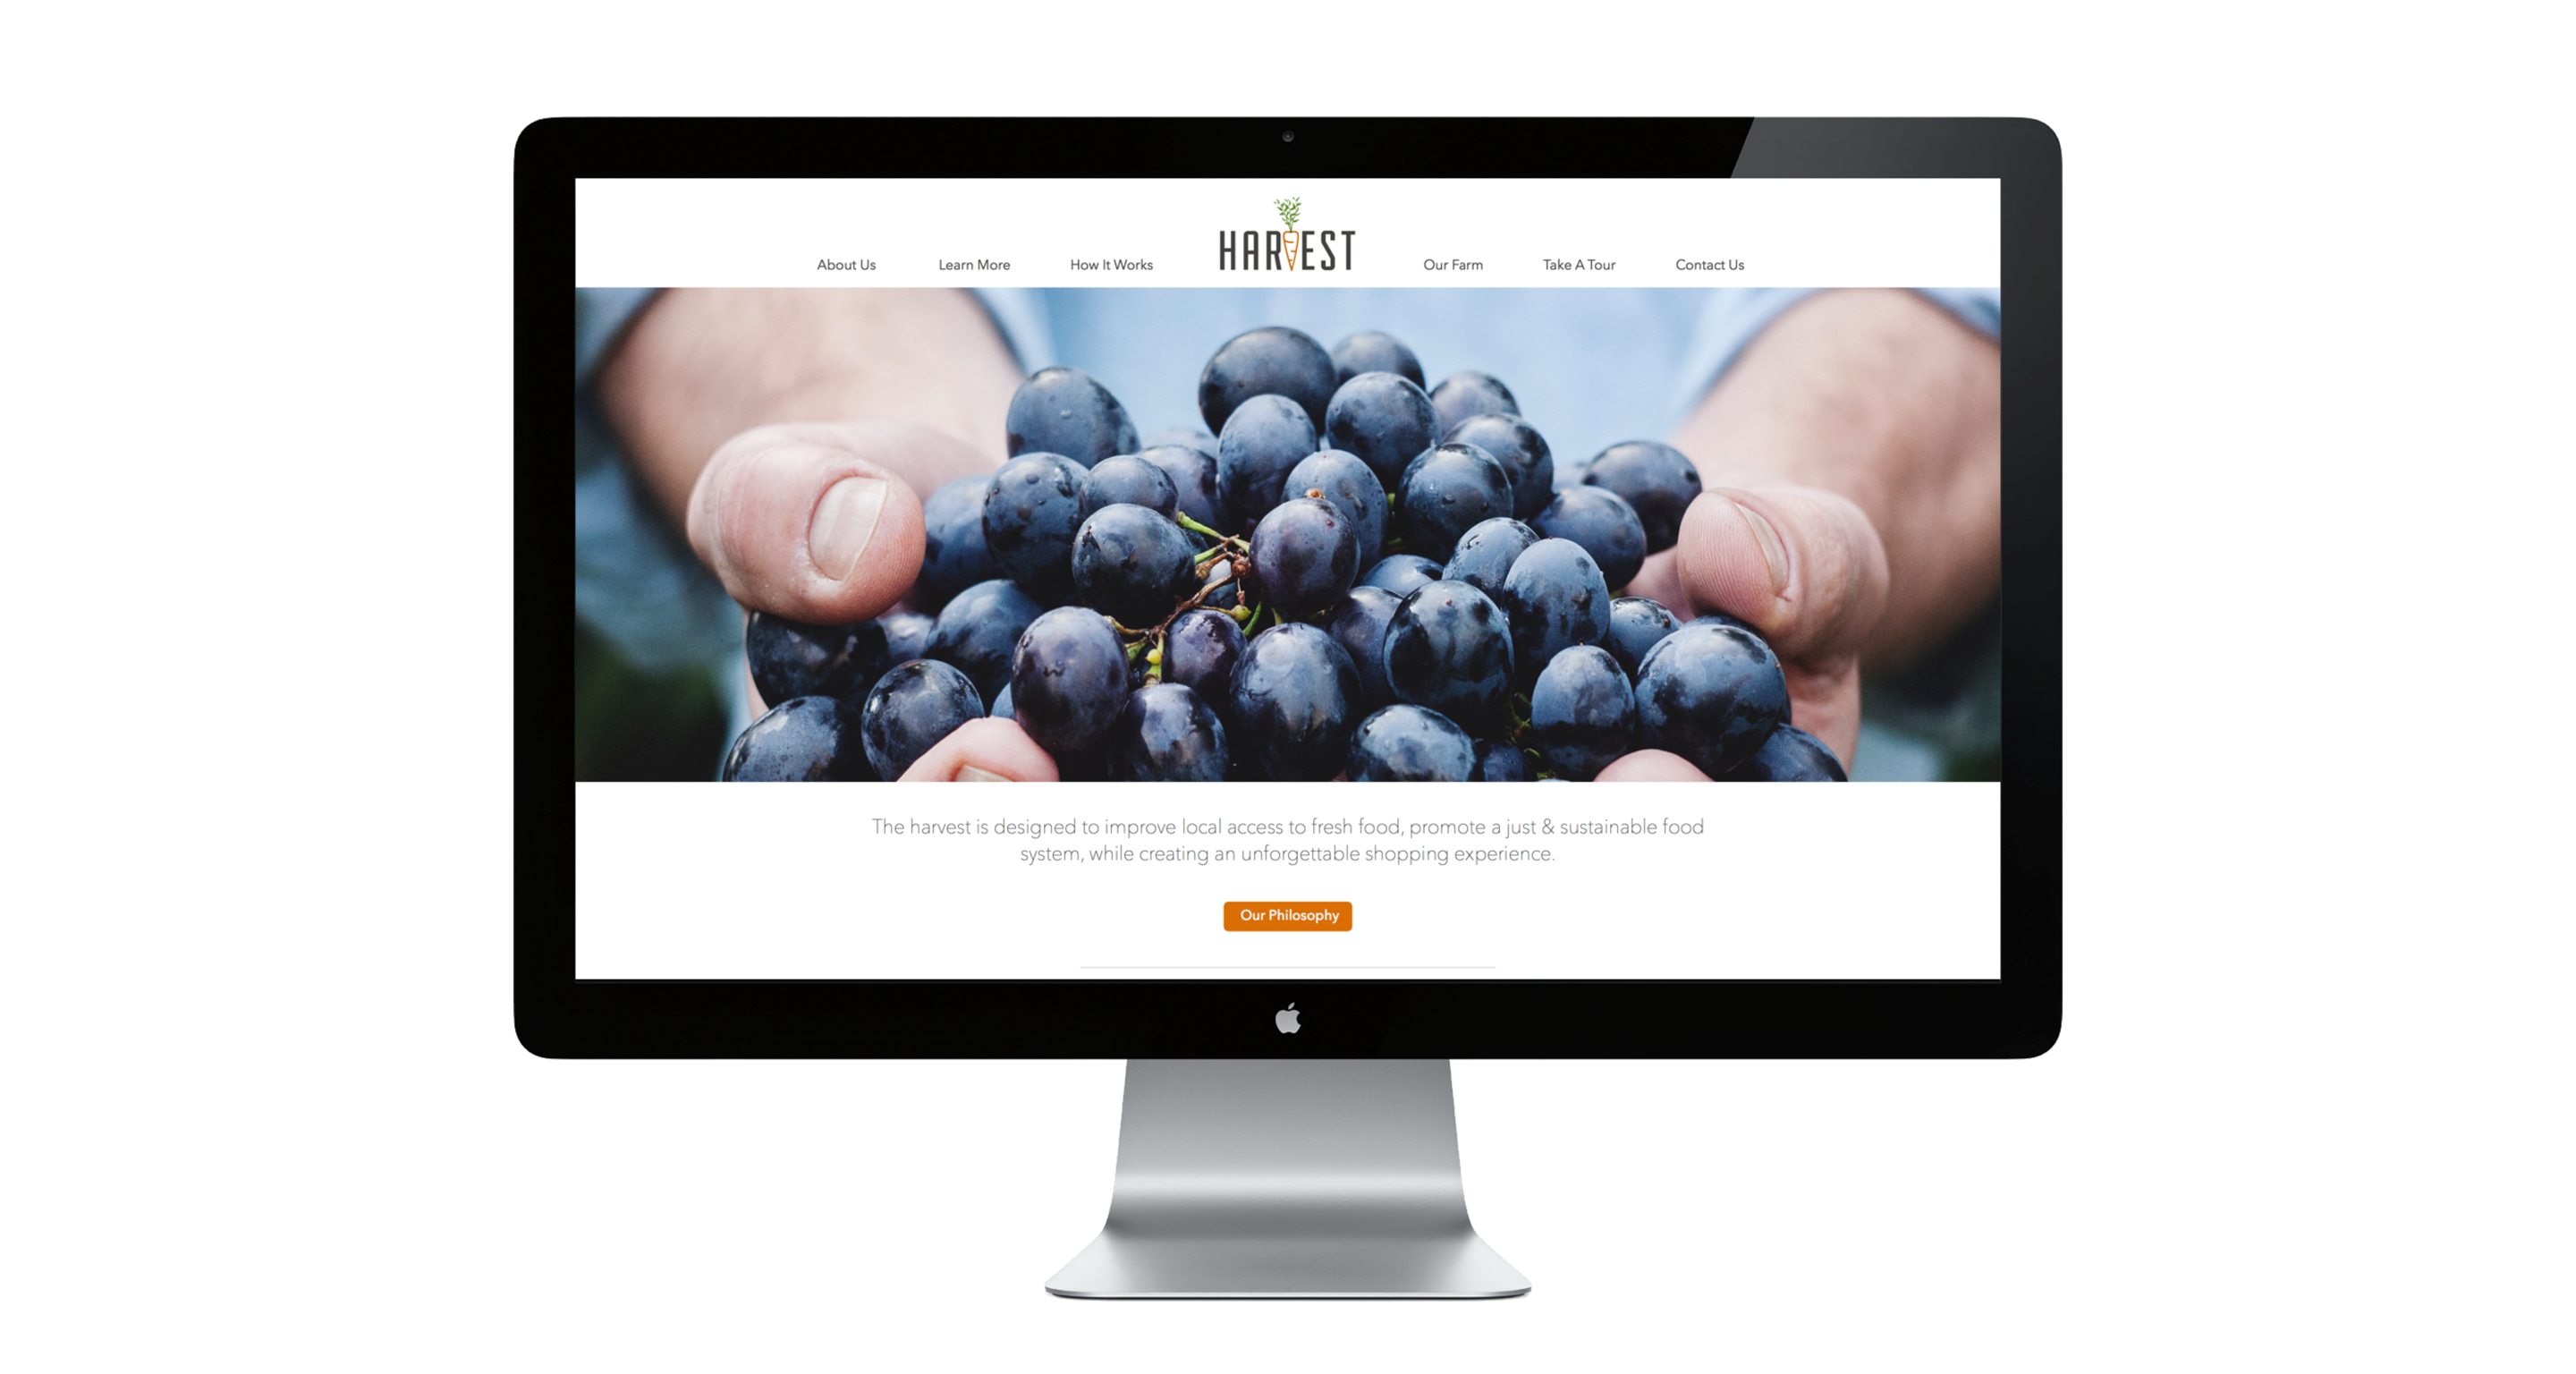 HARVEST
About Us
Learn More
How It Works
Our Farm
Take A Tour
Contact Us
The harvest is designed to improve local access to fresh food, promote a just & sustainable food
system, while creating an unforgettable shopping experience.
Our Philosophy